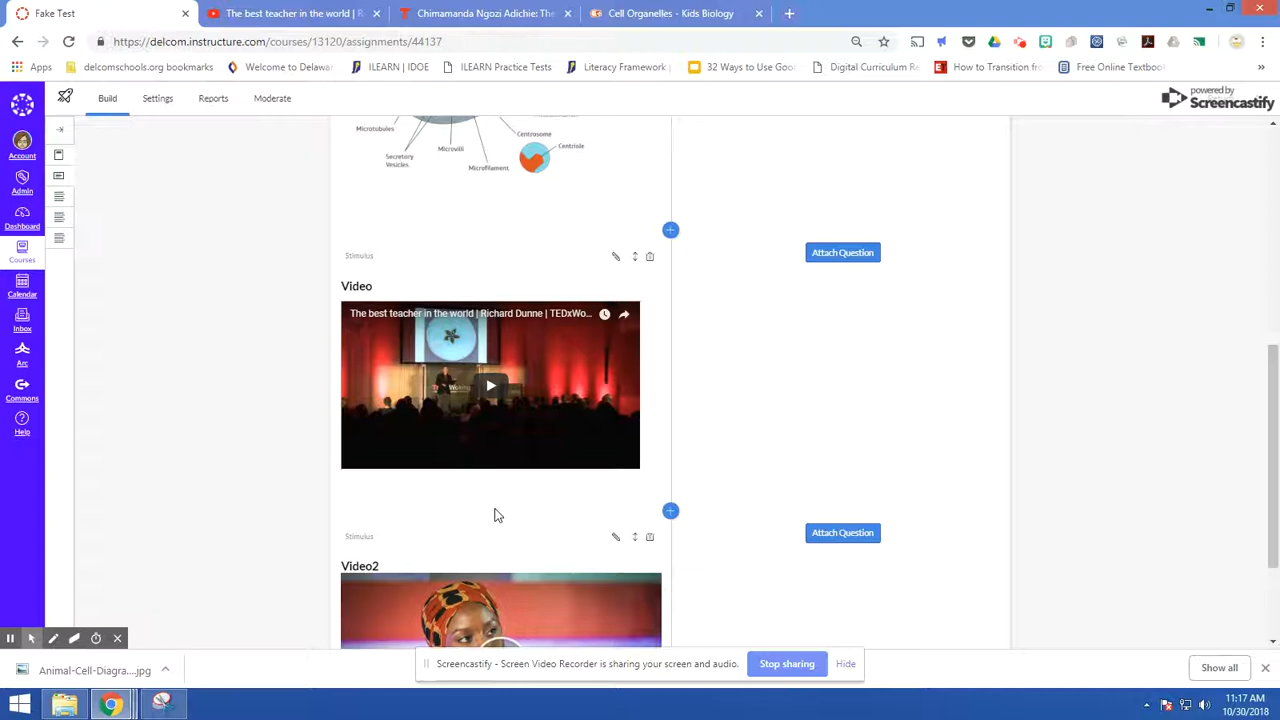 Fake Test
The best teacher in the world | R
Chimamanda Ngozi Adichie: The
Cell Organelles - Kids Biology
https://delcom.instructure.com/courses/13120/assignments/44137
Apps
delcomschools.org bookmarks
Welcome to Delawar
ILEARN | IDOE
ILEARN Practice Tests
Literacy Framework
32 Ways to Use Goo
Digital Curriculum Re
How to Transition fro
Free Online Textbook
powered by
Screencastify
Build
Settings
Reports
Moderate
Account
Admin
Dashboard
Courses
Calendar
Inbox
Arc
Commons
Help
Microtubules
Secretary
Vesicles
Microvilli
Microfilament
Centrosome
Centriole
Stimulus
Attach Question
Video
The best teacher in the world | Richard Dunne | TEDxWo...
Stimulus
Attach Question
Video2
Animal-Cell-Diagra....jpg
Screencastify - Screen Video Recorder is sharing your screen and audio.
Stop sharing
Hide
Show all
11:17 AM
10/30/2018